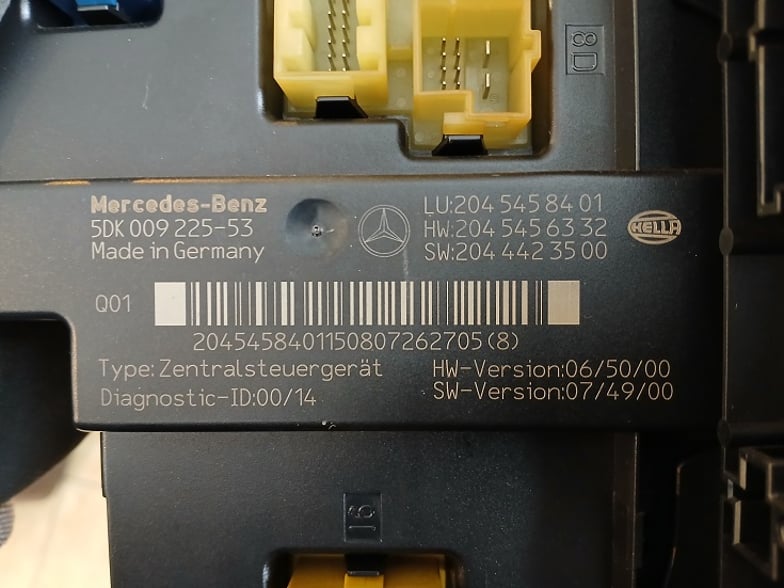 8D
Mercedes-Benz
5DK 009 225-53
Made in Germany
LU:204 545 84 01
HW:204 545 63 32
SW:204 442 35 00
HELLA
Q01
2045458401150807262705(8)
Type: Zentralsteuergerät
Diagnostic-ID:00/14
HW-Version:06/50/00
SW-Version:07/49/00